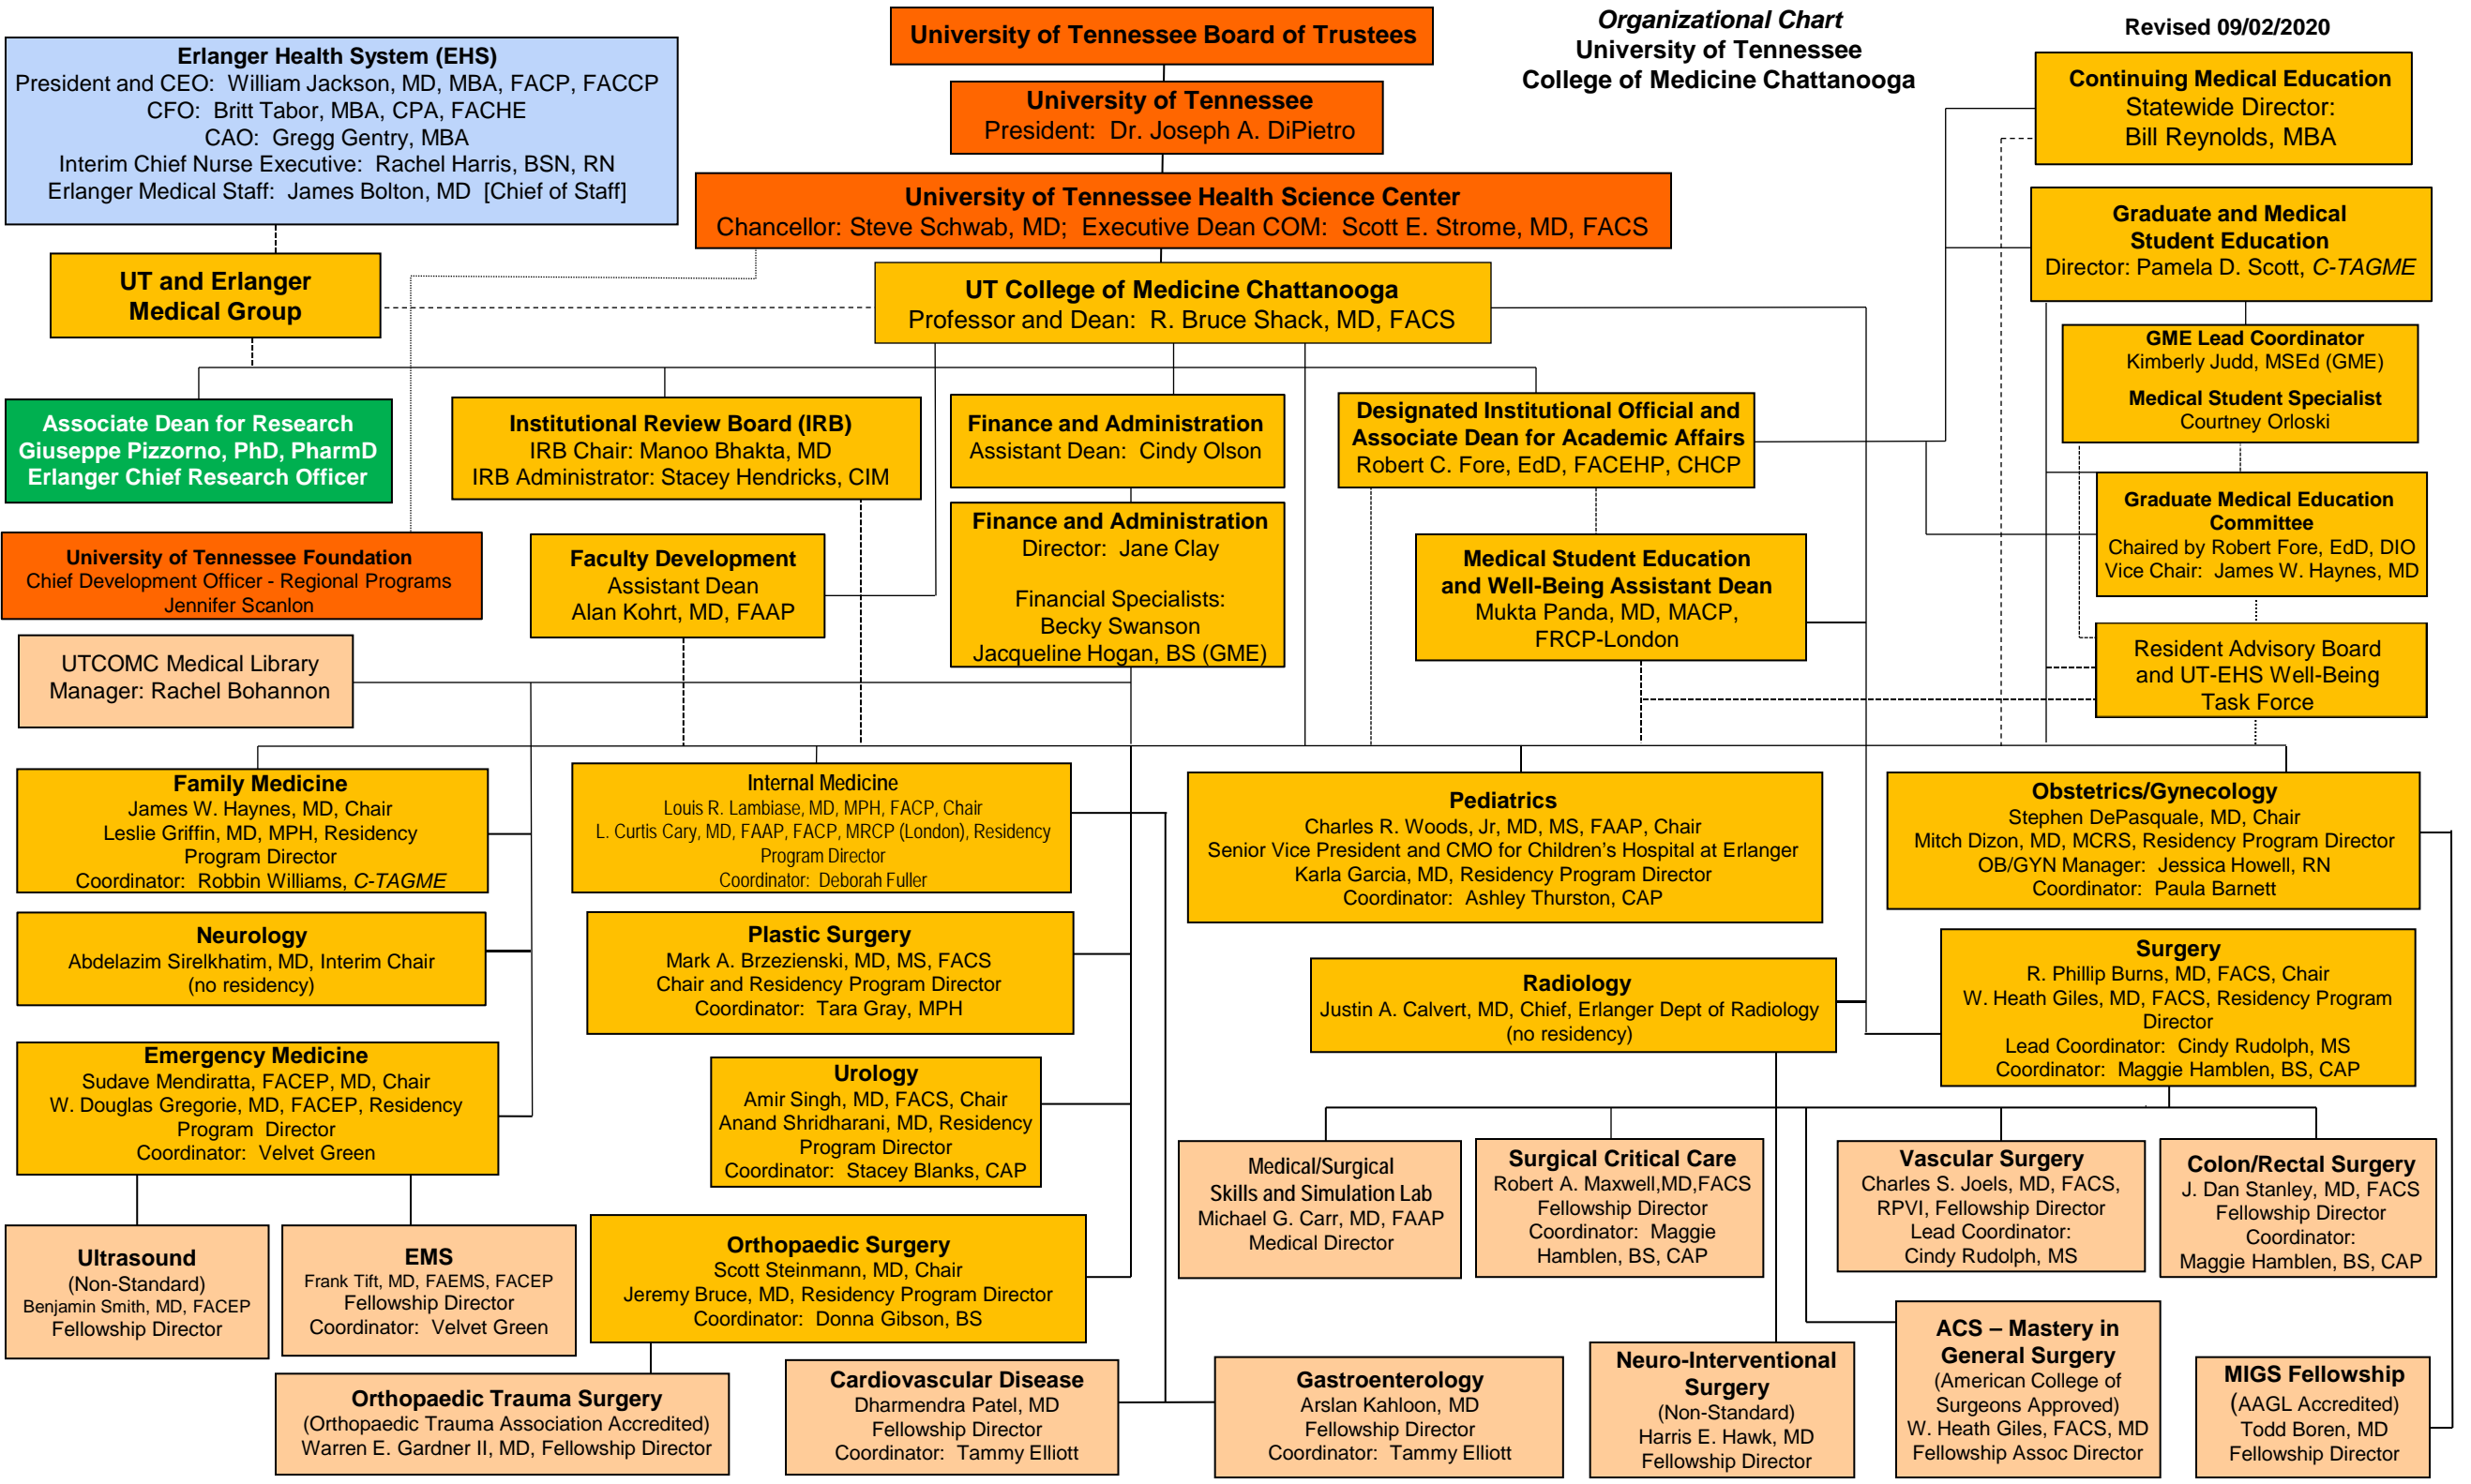 Organizational Chart
University of Tennessee
College of Medicine Chattanooga
Revised 09/02/2020
Erlanger Health System (EHS)
President and CEO: William Jackson, MD, MBA, FACP, FACCP
CFO: Britt Tabor, MBA, CPA, FACHE
CAO: Gregg Gentry, MBA
Interim Chief Nurse Executive: Rachel Harris, BSN, RN
Erlanger Medical Staff: James Bolton, MD [Chief of Staff]
University of Tennessee Board of Trustees
University of Tennessee
President: Dr. Joseph A. DiPietro
University of Tennessee Health Science Center
Chancellor: Steve Schwab, MD; Executive Dean COM: Scott E. Strome, MD, FACS
Continuing Medical Education
Statewide Director:
Bill Reynolds, MBA
Graduate and Medical
Student Education
Director: Pamela D. Scott, C-TAGME
UT and Erlanger
Medical Group
UT College of Medicine Chattanooga
Professor and Dean: R. Bruce Shack, MD, FACS
GME Lead Coordinator
Kimberly Judd, MSEd (GME)
Medical Student Specialist
Courtney Orloski
Associate Dean for Research
Giuseppe Pizzorno, PhD, PharmD
Erlanger Chief Research Officer
Institutional Review Board (IRB)
IRB Chair: Manoo Bhakta, MD
IRB Administrator: Stacey Hendricks, CIM
Finance and Administration
Assistant Dean: Cindy Olson
Designated Institutional Official and
Associate Dean for Academic Affairs
Robert C. Fore, EdD, FACEHP, CHCP
Graduate Medical Education
Committee
Chaired by Robert Fore, EdD, DIO
Vice Chair: James W. Haynes, MD
University of Tennessee Foundation
Chief Development Officer - Regional Programs
Jennifer Scanlon
Faculty Development
Assistant Dean
Alan Kohrt, MD, FAAP
Finance and Administration
Director: Jane Clay
Financial Specialists:
Becky Swanson
Jacqueline Hogan, BS (GME)
Medical Student Education
and Well-Being Assistant Dean
Mukta Panda, MD, MACP,
FRCP-London
Resident Advisory Board
and UT-EHS Well-Being
Task Force
UTCOMC Medical Library
Manager: Rachel Bohannon
Family Medicine
James W. Haynes, MD, Chair
Leslie Griffin, MD, MPH, Residency
Program Director
Coordinator: Robbin Williams, C-TAGME
Internal Medicine
Louis R. Lambiase, MD, MPH, FACP, Chair
L. Curtis Cary, MD, FAAP, FACP, MRCP (London), Residency
Program Director
Coordinator: Deborah Fuller
Pediatrics
Charles R. Woods, Jr, MD, MS, FAAP, Chair
Senior Vice President and CMO for Children's Hospital at Erlanger
Karla Garcia, MD, Residency Program Director
Coordinator: Ashley Thurston, CAP
Obstetrics/Gynecology
Stephen DePasquale, MD, Chair
Mitch Dizon, MD, MCRS, Residency Program Director
OB/GYN Manager: Jessica Howell, RN
Coordinator: Paula Barnett
Neurology
Abdelazim Sirelkhatim, MD, Interim Chair
(no residency)
Plastic Surgery
Mark A. Brzezienski, MD, MS, FACS
Chair and Residency Program Director
Coordinator: Tara Gray, MPH
Radiology
Justin A. Calvert, MD, Chief, Erlanger Dept of Radiology
(no residency)
Surgery
R. Phillip Burns, MD, FACS, Chair
W. Heath Giles, MD, FACS, Residency Program
Director
Lead Coordinator: Cindy Rudolph, MS
Coordinator: Maggie Hamblen, BS, CAP
Emergency Medicine
Sudave Mendiratta, FACEP, MD, Chair
W. Douglas Gregorie, MD, FACEP, Residency
Program Director
Coordinator: Velvet Green
Urology
Amir Singh, MD, FACS, Chair
Anand Shridharani, MD, Residency
Program Director
Coordinator: Stacey Blanks, CAP
Medical/Surgical
Skills and Simulation Lab
Michael G. Carr, MD, FAAP
Medical Director
Surgical Critical Care
Robert A. Maxwell,MD,FACS
Fellowship Director
Coordinator: Maggie
Hamblen, BS, CAP
Vascular Surgery
Charles S. Joels, MD, FACS,
RPVI, Fellowship Director
Lead Coordinator:
Cindy Rudolph, MS
Colon/Rectal Surgery
J. Dan Stanley, MD, FACS
Fellowship Director
Coordinator:
Maggie Hamblen, BS, CAP
Ultrasound
(Non-Standard)
Benjamin Smith, MD, FACEP
Fellowship Director
EMS
Frank Tift, MD, FAEMS, FACEP
Fellowship Director
Coordinator: Velvet Green
Orthopaedic Surgery
Scott Steinmann, MD, Chair
Jeremy Bruce, MD, Residency Program Director
Coordinator: Donna Gibson, BS
Orthopaedic Trauma Surgery
(Orthopaedic Trauma Association Accredited)
Warren E. Gardner II, MD, Fellowship Director
Cardiovascular Disease
Dharmendra Patel, MD
Fellowship Director
Coordinator: Tammy Elliott
Gastroenterology
Arslan Kahloon, MD
Fellowship Director
Coordinator: Tammy Elliott
Neuro-Interventional
Surgery
(Non-Standard)
Harris E. Hawk, MD
Fellowship Director
ACS – Mastery in
General Surgery
(American College of
Surgeons Approved)
W. Heath Giles, FACS, MD
Fellowship Assoc Director
MIGS Fellowship
(AAGL Accredited)
Todd Boren, MD
Fellowship Director